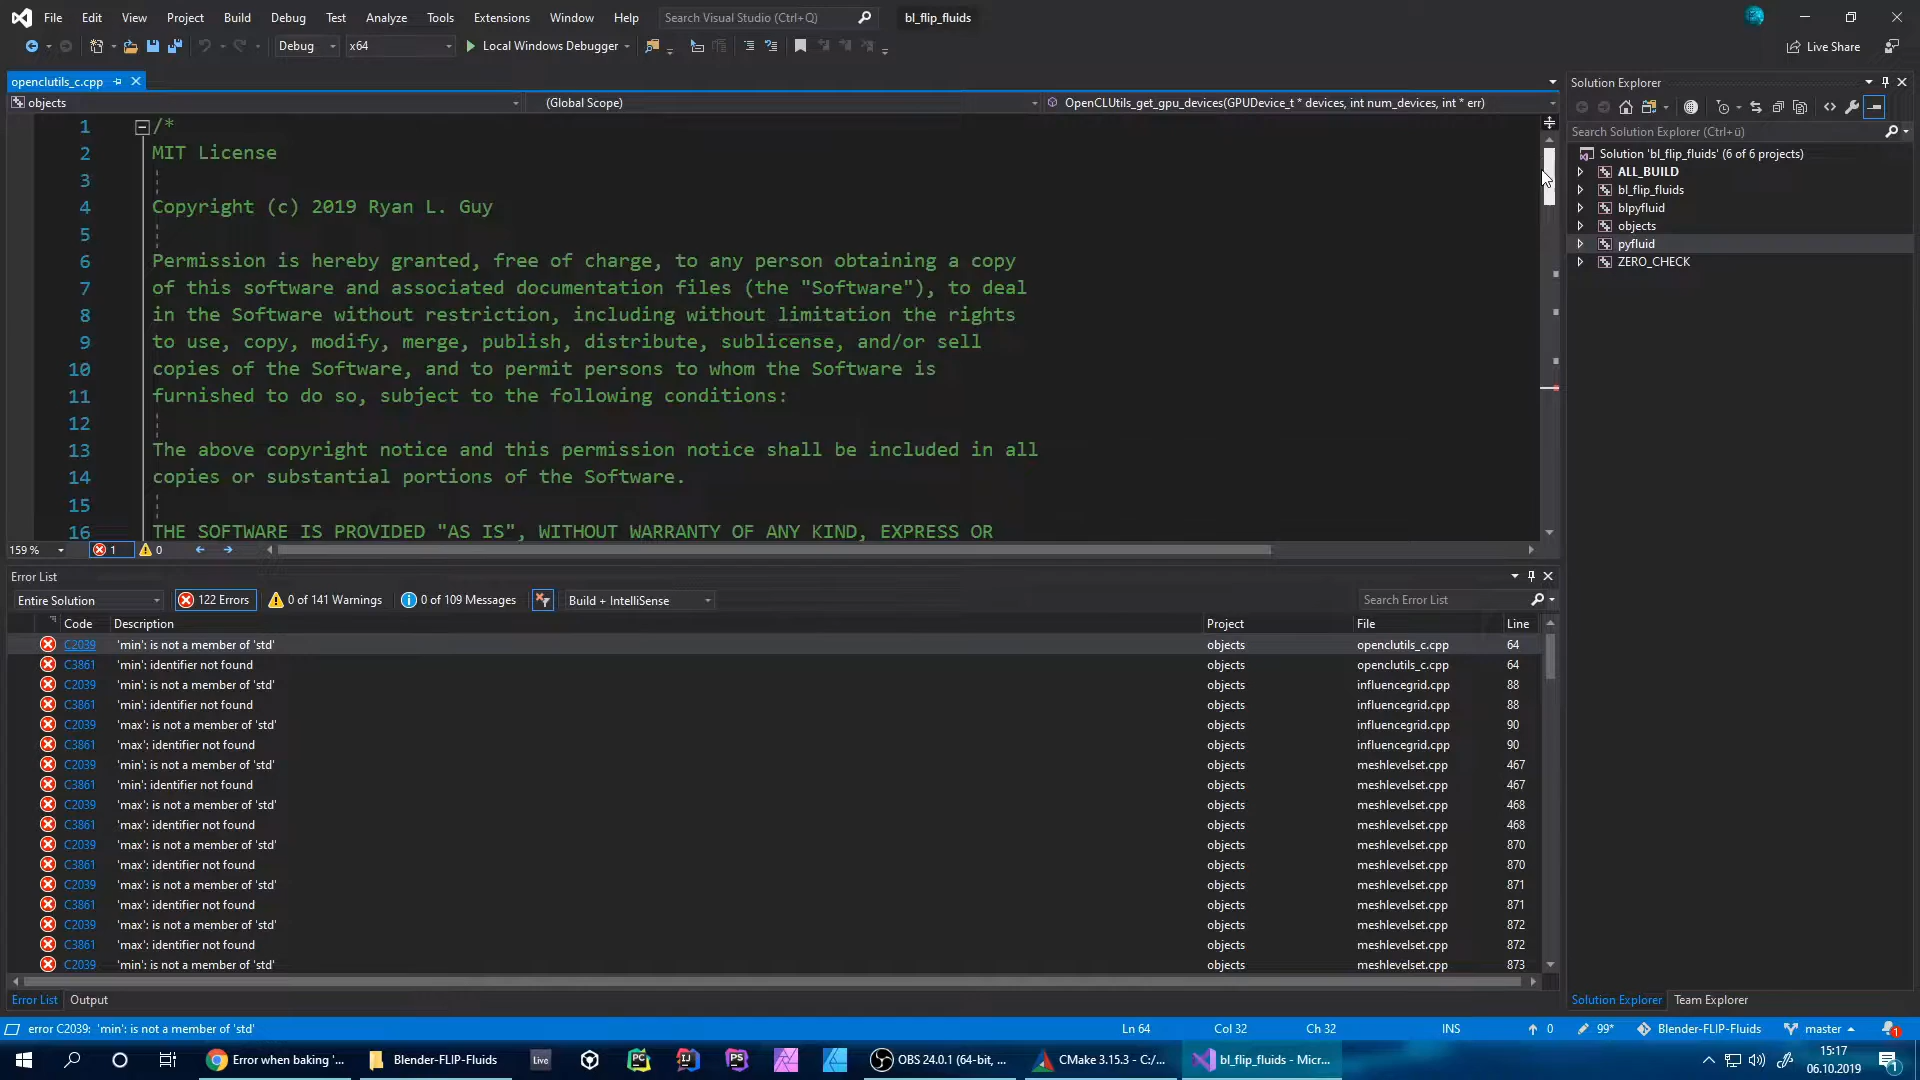 File Edit View Project Build Debug Test Analyze Tools Extensions Window Help Search Visual Studio (Ctrl+Q) bl_flip_fluids
Debug x64 Local Windows Debugger Live Share
openclutils_c.cpp
objects (Global Scope) OpenCLUtils_get_gpu_devices(GPUDevice_t * devices, int num_devices, int * err)
1 /*
2 MIT License
3
4 Copyright (c) 2019 Ryan L. Guy
5
6 Permission is hereby granted, free of charge, to any person obtaining a copy
7 of this software and associated documentation files (the "Software"), to deal
8 in the Software without restriction, including without limitation the rights
9 to use, copy, modify, merge, publish, distribute, sublicense, and/or sell
10 copies of the Software, and to permit persons to whom the Software is
11 furnished to do so, subject to the following conditions:
12
13 The above copyright notice and this permission notice shall be included in all
14 copies or substantial portions of the Software.
15
16 THE SOFTWARE IS PROVIDED "AS IS", WITHOUT WARRANTY OF ANY KIND, EXPRESS OR
159 % 1 0
Solution Explorer
Search Solution Explorer (Ctrl+ü)
Solution 'bl_flip_fluids' (6 of 6 projects)
ALL_BUILD
bl_flip_fluids
blpyfluid
objects
pyfluid
ZERO_CHECK
Error List
Entire Solution 122 Errors 0 of 141 Warnings 0 of 109 Messages Build + IntelliSense Search Error List
Code Description Project File Line
C2039 'min': is not a member of 'std' objects openclutils_c.cpp 64
C3861 'min': identifier not found objects openclutils_c.cpp 64
C2039 'min': is not a member of 'std' objects influencegrid.cpp 88
C3861 'min': identifier not found objects influencegrid.cpp 88
C2039 'max': is not a member of 'std' objects influencegrid.cpp 90
C3861 'max': identifier not found objects influencegrid.cpp 90
C2039 'min': is not a member of 'std' objects meshlevelset.cpp 467
C3861 'min': identifier not found objects meshlevelset.cpp 467
C2039 'max': is not a member of 'std' objects meshlevelset.cpp 468
C3861 'max': identifier not found objects meshlevelset.cpp 468
C2039 'min': is not a member of 'std' objects meshlevelset.cpp 870
C3861 'max': identifier not found objects meshlevelset.cpp 870
C2039 'max': is not a member of 'std' objects meshlevelset.cpp 871
C3861 'max': identifier not found objects meshlevelset.cpp 871
C2039 'max': is not a member of 'std' objects meshlevelset.cpp 872
C3861 'max': identifier not found objects meshlevelset.cpp 872
C2039 'min': is not a member of 'std' objects meshlevelset.cpp 873
Error List Output
Solution Explorer Team Explorer
error C2039: 'min': is not a member of 'std' Ln 64 Col 32 Ch 32 INS 0 99* Blender-FLIP-Fluids master 1
Error when baking '... Blender-FLIP-Fluids Live PC IJ PS OBS 24.0.1 (64-bit, ... CMake 3.15.3 - C:/... bl_flip_fluids - Micr... 15:17
06.10.2019 1